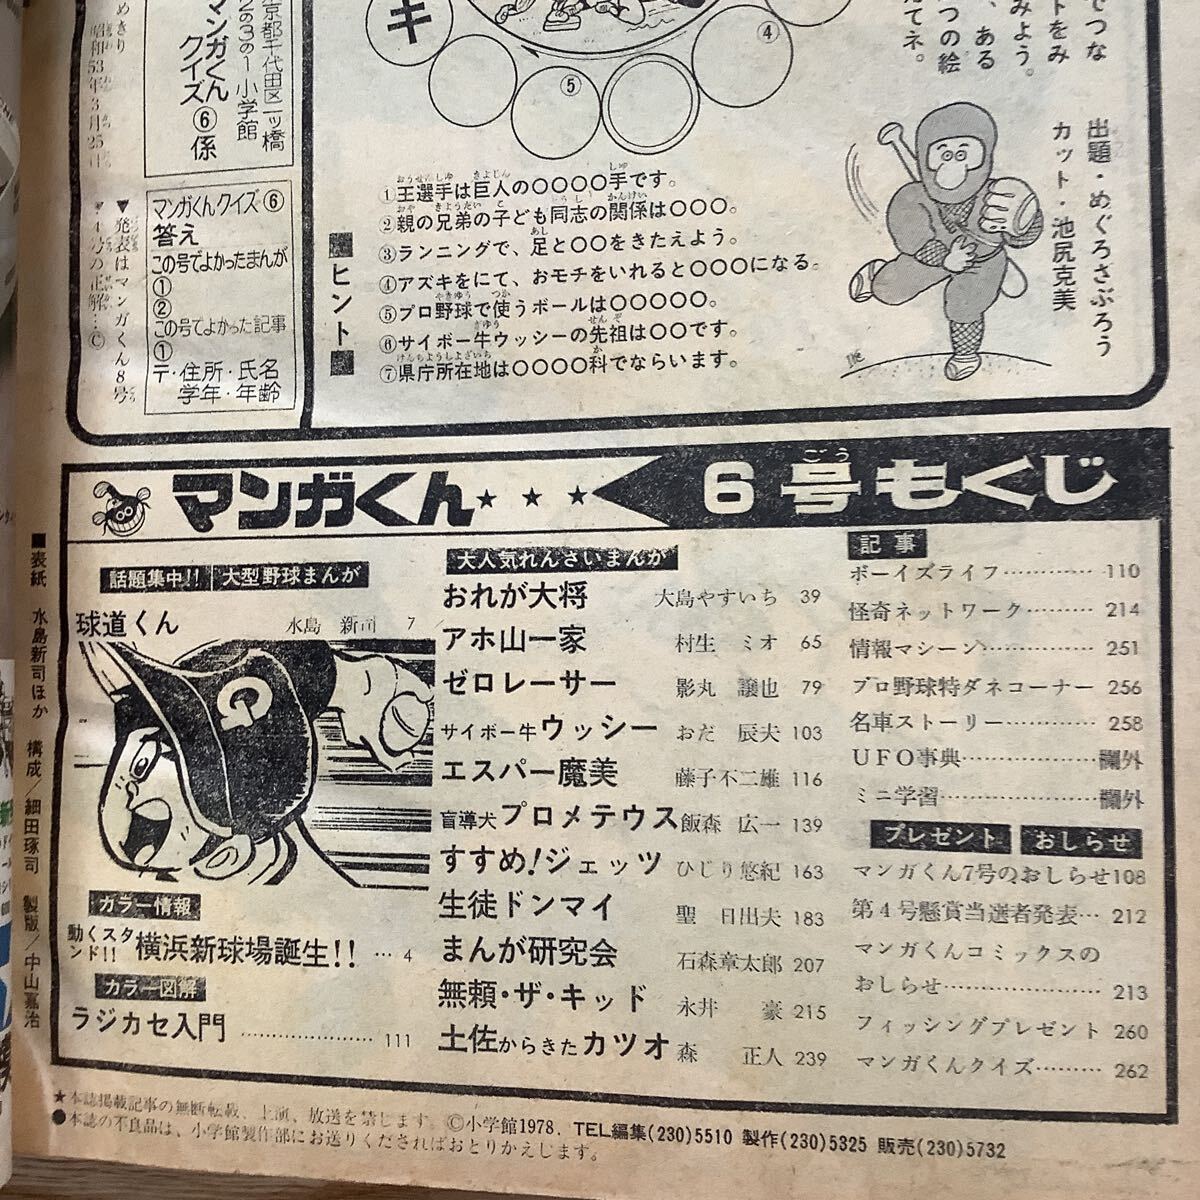 でつな
トをみ
みよう。
、ある
つの絵
てネ。
出題・めぐろさぶろう
カット・池尻克美
キ
④
⑤
■ヒント■
①王選手は巨人の○○○○手です。
②親の兄弟の子ども同志の関係は○○○。
③ランニングで、足と○○をきたえよう。
④アズキをにて、おモチをいれると○○○になる。
⑤プロ野球で使うボールは○○○○○。
⑥サイボー牛ウッシーの先祖は○○です。
⑦県庁所在地は○○○○科でならいます。
京都千代田区一ッ橋
2の3の1小学館
マンガくん
クイズ⑥係
マンガくんクイズ⑥
答え
この号でよかったまんが
①
②
この号でよかった記事
①
〒・住所・氏名
学年・年齢
めきり
昭和53年3月25日
▼発表はマンガくん8号
▼4号の正解…C
マンガくん★★★
6号もくじ
話題集中!! 大型野球まんが
球道くん 水島 新司 7
カラー情報
動くスタンド!! 横浜新球場誕生!! … 4
カラー図解
ラジカセ入門 ………………… 111
大人気れんさいまんが
おれが大将 大島やすいち 39
アホ山一家 村生 ミオ 65
ゼロレーサー 影丸 譲也 79
サイボー牛ウッシー おだ 辰夫 103
エスパー魔美 藤子不二雄 116
盲導犬プロメテウス 飯森 広一 139
すすめ!ジェッツ ひじり悠紀 163
生徒ドンマイ 聖 日出夫 183
まんが研究会 石森章太郎 207
無頼・ザ・キッド 永井 豪 215
土佐からきたカツオ 森 正人 239
記事
ボーイズライフ………… 110
怪奇ネットワーク……… 214
情報マシーン…………… 251
プロ野球特ダネコーナー 256
名車ストーリー………… 258
UFO事典……………… 欄外
ミニ学習………………… 欄外
プレゼント おしらせ
マンガくん7号のおしらせ108
第4号懸賞当選者発表… 212
マンガくんコミックスの
おしらせ………………… 213
フィッシングプレゼント 260
マンガくんクイズ……… 262
■表紙 水島新司ほか 構成/細田琢司 製版/中山嘉治
★本誌掲載記事の無断転載、上演、放送を禁じます。©小学館1978. TEL編集(230)5510 製作(230)5325 販売(230)5732
●本誌の不良品は、小学館製作部にお送りくださればおとりかえします。